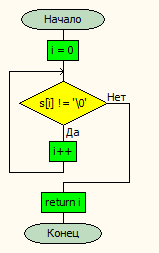 Начало
i = 0
s[i] != '\0'
Нет
Да
i++
return i
Конец